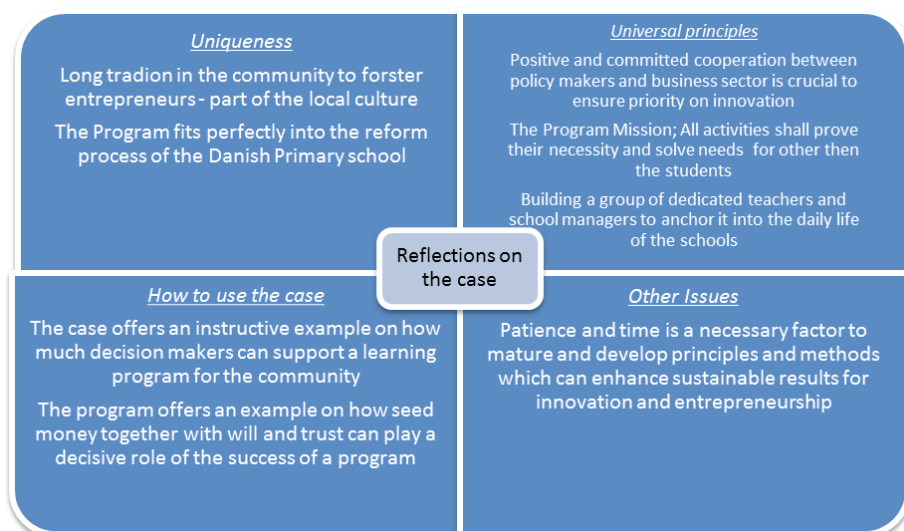 Uniqueness
Long tradion in the community to forster
entrepreneurs - part of the local culture
The Program fits perfectly into the reform
process of the Danish Primary school
Universal principles
Positive and committed cooperation between
policy makers and business sector is crucial to
ensure priority on innovation
The Program Mission; All activities shall prove
their necessity and solve needs for other then
the students
Building a group of dedicated teachers and
school managers to anchor it into the daily life
of the schools
Reflections on
the case
How to use the case
The case offers an instructive example on how
much decision makers can support a learning
program for the community
The program offers an example on how seed
money together with will and trust can play a
decisive role of the success of a program
Other Issues
Patience and time is a necessary factor to
mature and develop principles and methods
which can enhance sustainable results for
innovation and entrepreneurship